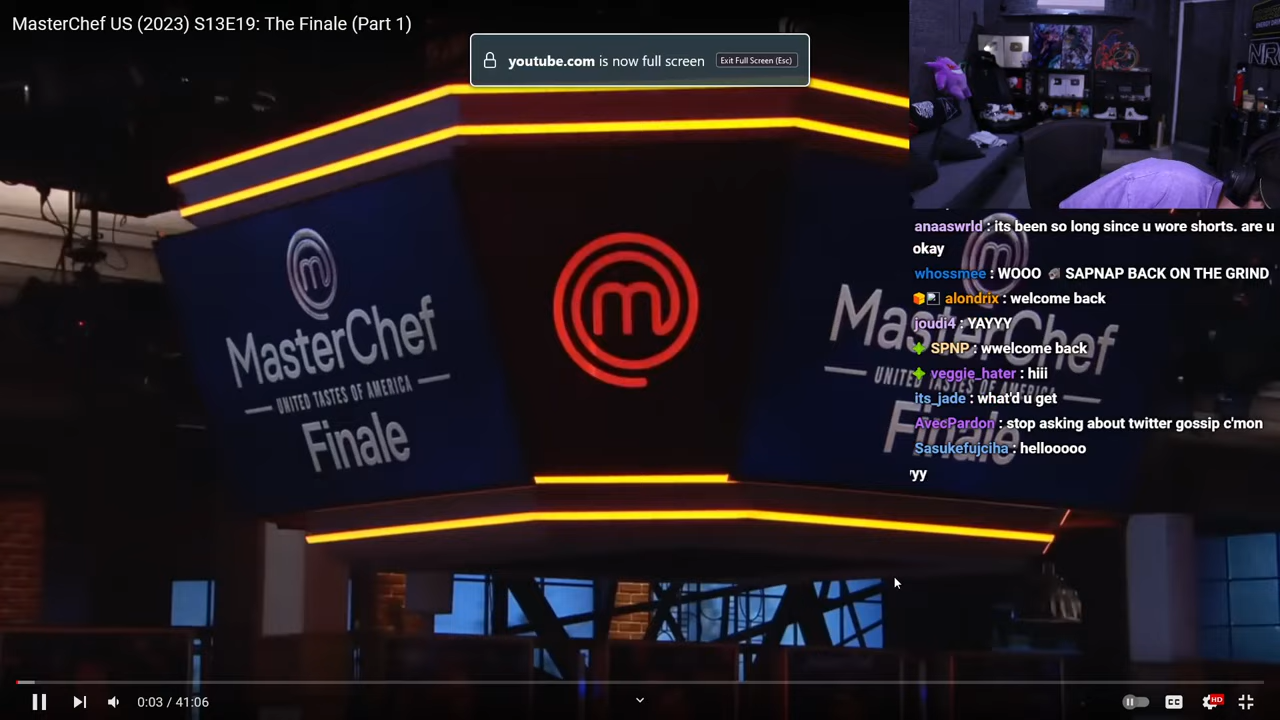 MasterChef US (2023) S13E19: The Finale (Part 1)
youtube.com is now full screen
Exit Full Screen (Esc)
MasterChef
UNITED TASTES OF AMERICA
Finale
m
MasterChef
UNITED TASTES OF AMERICA
Finale
anaaswrld : its been so long since u wore shorts. are u
okay
whossmee : WOOO SAPNAP BACK ON THE GRIND
alondrix : welcome back
joudi4 : YAYYY
SPNP : wwelcome back
veggie_hater : hiii
its_jade : what'd u get
AvecPardon : stop asking about twitter gossip c'mon
Sasukefujciha : hellooooo
yyy
0:03 / 41:06
CC
HD